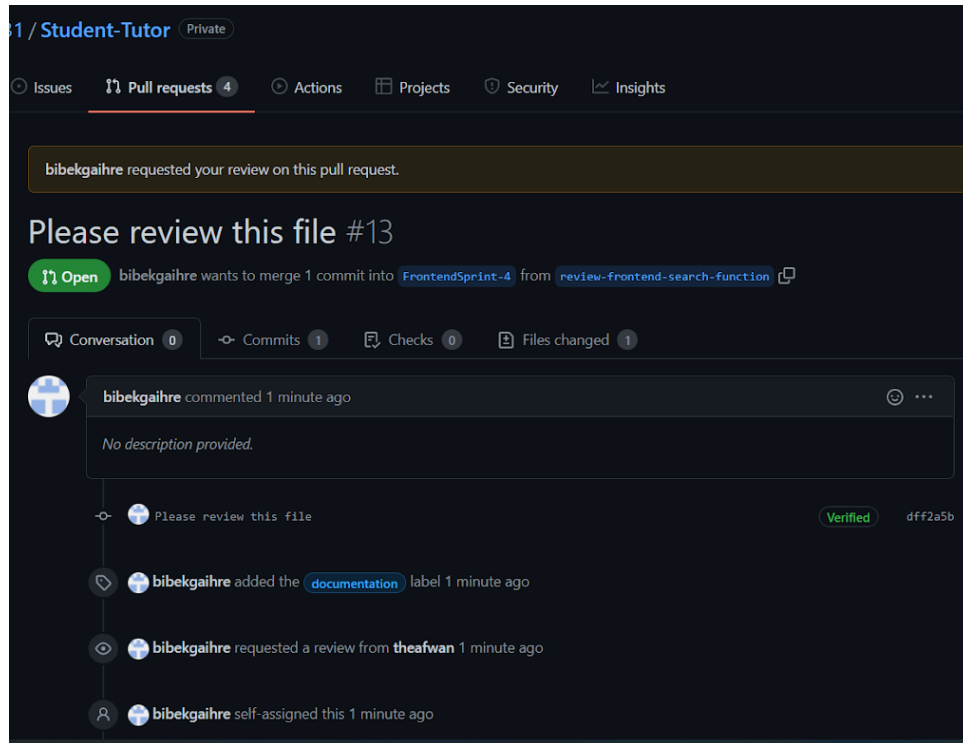 31 / Student-Tutor Private
Issues Pull requests 4 Actions Projects Security Insights
bibekgaihre requested your review on this pull request.
Please review this file #13
Open bibekgaihre wants to merge 1 commit into FrontendSprint-4 from review-frontend-search-function
Conversation 0 Commits 1 Checks 0 Files changed 1
bibekgaihre commented 1 minute ago
No description provided.
Please review this file Verified dff2a5b
bibekgaihre added the documentation label 1 minute ago
bibekgaihre requested a review from theafwan 1 minute ago
bibekgaihre self-assigned this 1 minute ago